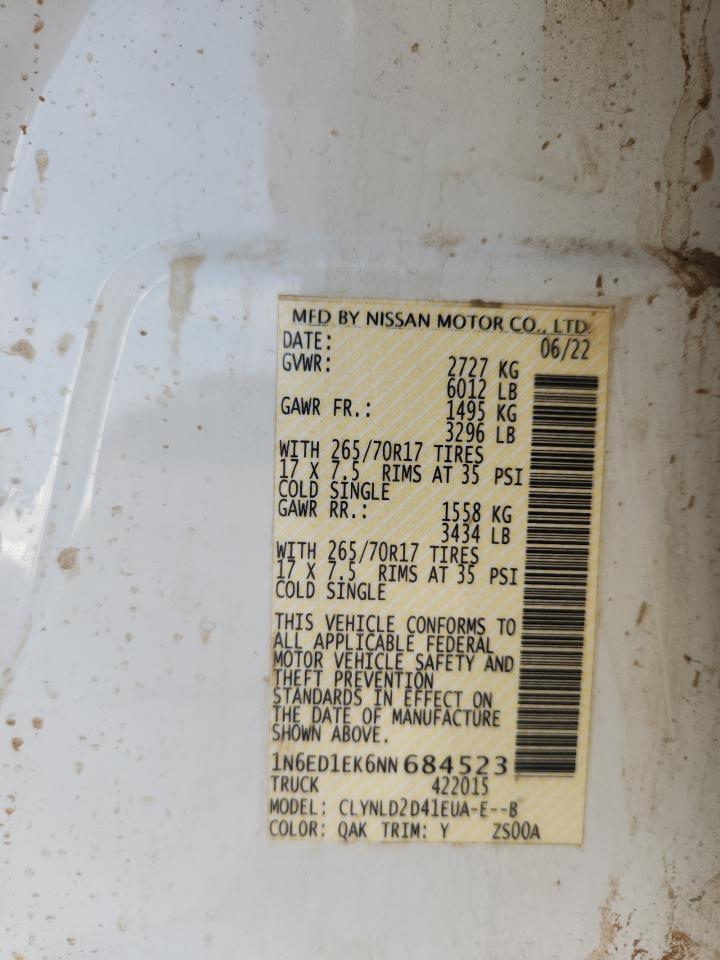 MFD BY NISSAN MOTOR CO., LTD.
DATE: 06/22
GVWR: 2727 KG
6012 LB
GAWR FR.: 1495 KG
3296 LB
WITH 265/70R17 TIRES
17 X 7.5 RIMS AT 35 PSI
COLD SINGLE
GAWR RR.: 1558 KG
3434 LB
WITH 265/70R17 TIRES
17 X 7.5 RIMS AT 35 PSI
COLD SINGLE
THIS VEHICLE CONFORMS TO
ALL APPLICABLE FEDERAL
MOTOR VEHICLE SAFETY AND
THEFT PREVENTION
STANDARDS IN EFFECT ON
THE DATE OF MANUFACTURE
SHOWN ABOVE.
1N6ED1EK6NN684523
TRUCK 422015
MODEL: CLYNLD2D41EUA-E--B
COLOR: QAK TRIM: Y ZS00A